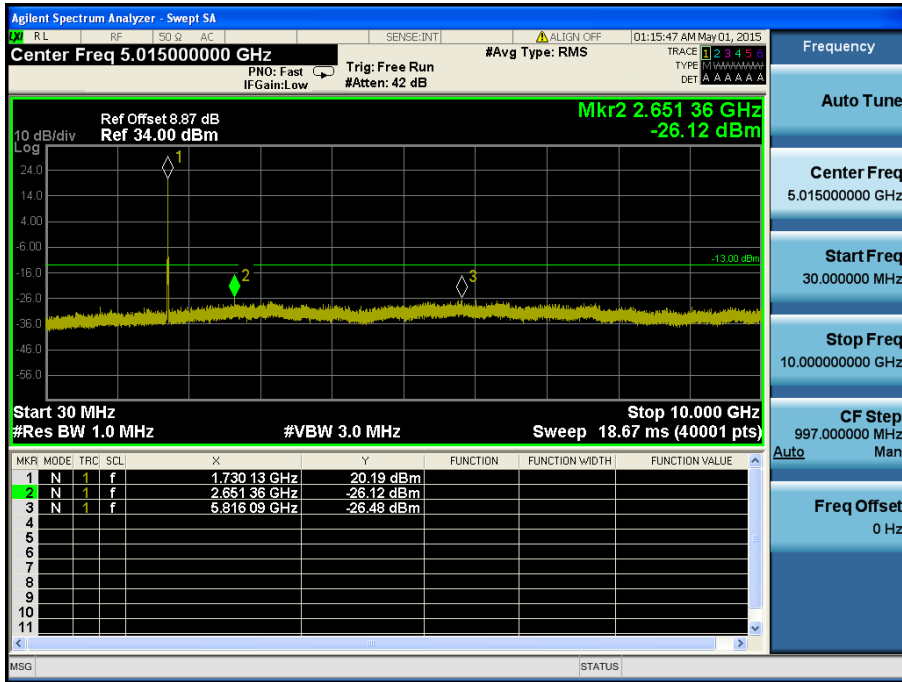 Agilent Spectrum Analyzer - Swept SA
LXI RL RF 50 Ω AC SENSE:INT ALIGN OFF 01:15:47 AM May 01, 2015
Center Freq 5.015000000 GHz
#Avg Type: RMS
TRACE 1 2 3 4 5 6
PNO: Fast
Trig: Free Run
TYPE M WWWWW
IFGain:Low
#Atten: 42 dB
DET A A A A A A
Mkr2 2.651 36 GHz
-26.12 dBm
Ref Offset 8.87 dB
10 dB/div Ref 34.00 dBm
Log
1
24.0
14.0
4.00
-6.00
-13.00 dBm
-16.0
2
3
-26.0
-36.0
-46.0
-56.0
Start 30 MHz Stop 10.000 GHz
#Res BW 1.0 MHz #VBW 3.0 MHz Sweep 18.67 ms (40001 pts)
MKR MODE TRC SCL X Y FUNCTION FUNCTION WIDTH FUNCTION VALUE
1 N 1 f 1.730 13 GHz 20.19 dBm
2 N 1 f 2.651 36 GHz -26.12 dBm
3 N 1 f 5.816 09 GHz -26.48 dBm
4
5
6
7
8
9
10
11
MSG STATUS
Frequency
Auto Tune
Center Freq
5.015000000 GHz
Start Freq
30.000000 MHz
Stop Freq
10.000000000 GHz
CF Step
997.000000 MHz
Auto Man
Freq Offset
0 Hz